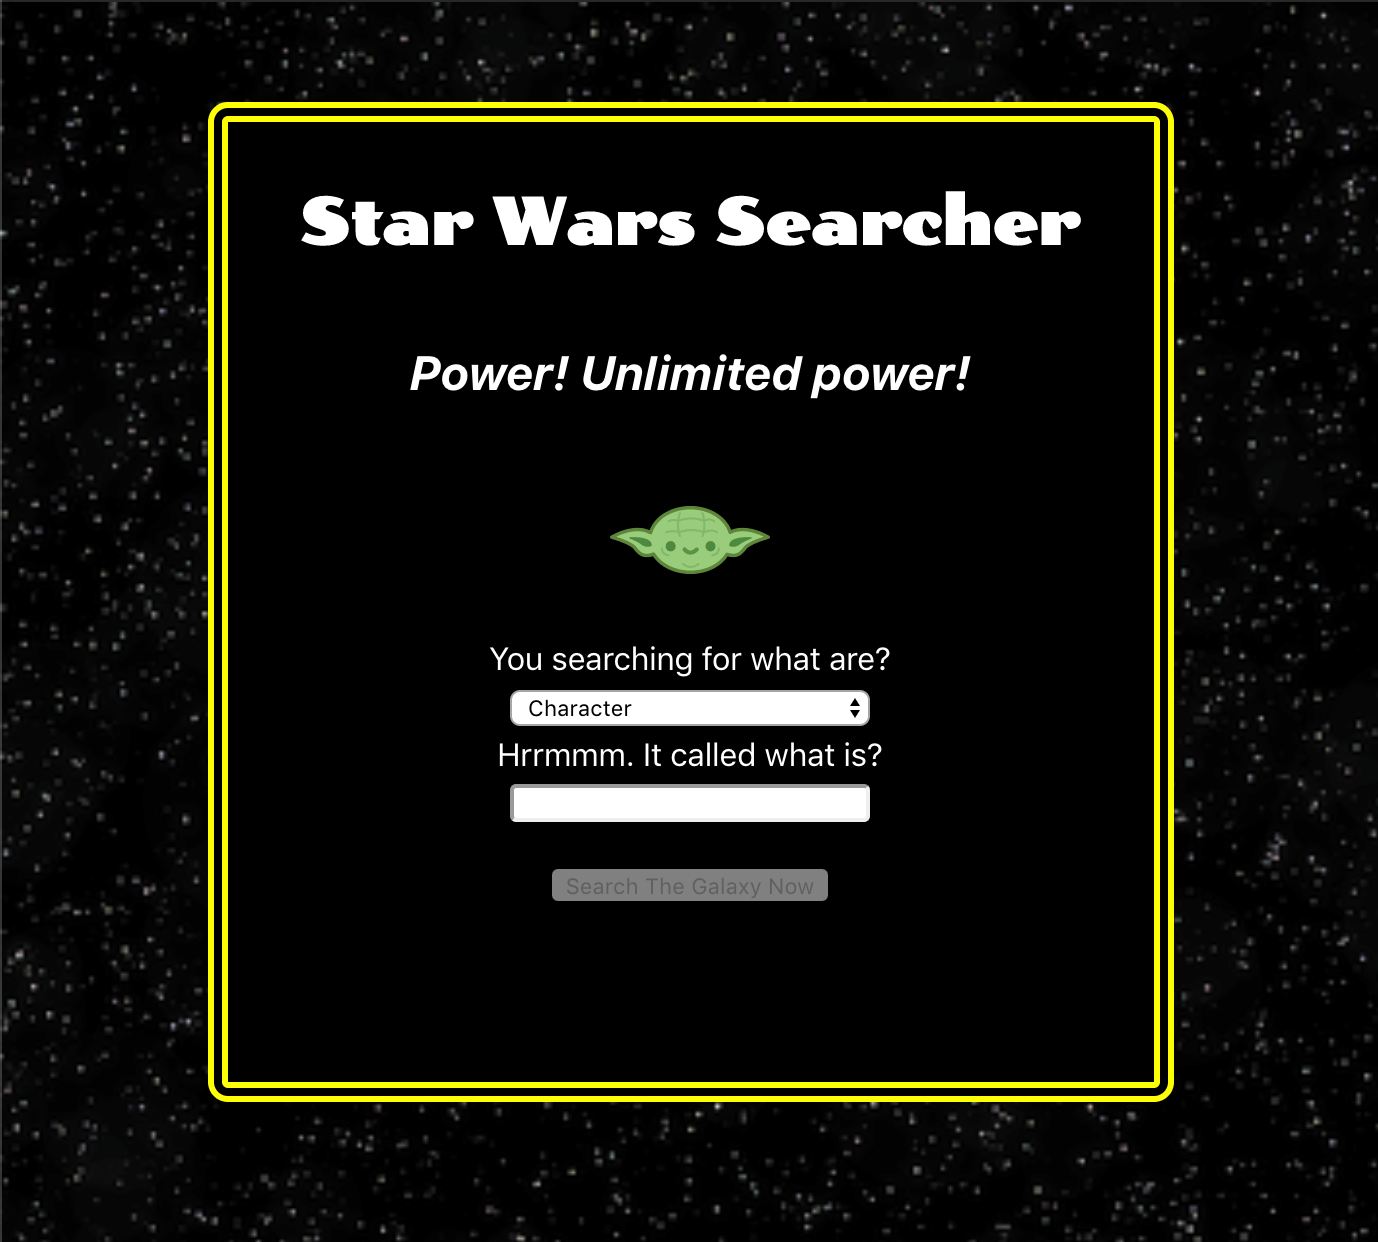 Star Wars Searcher
Power! Unlimited power!
You searching for what are?
Character
Hrrmmm. It called what is?
Search The Galaxy Now